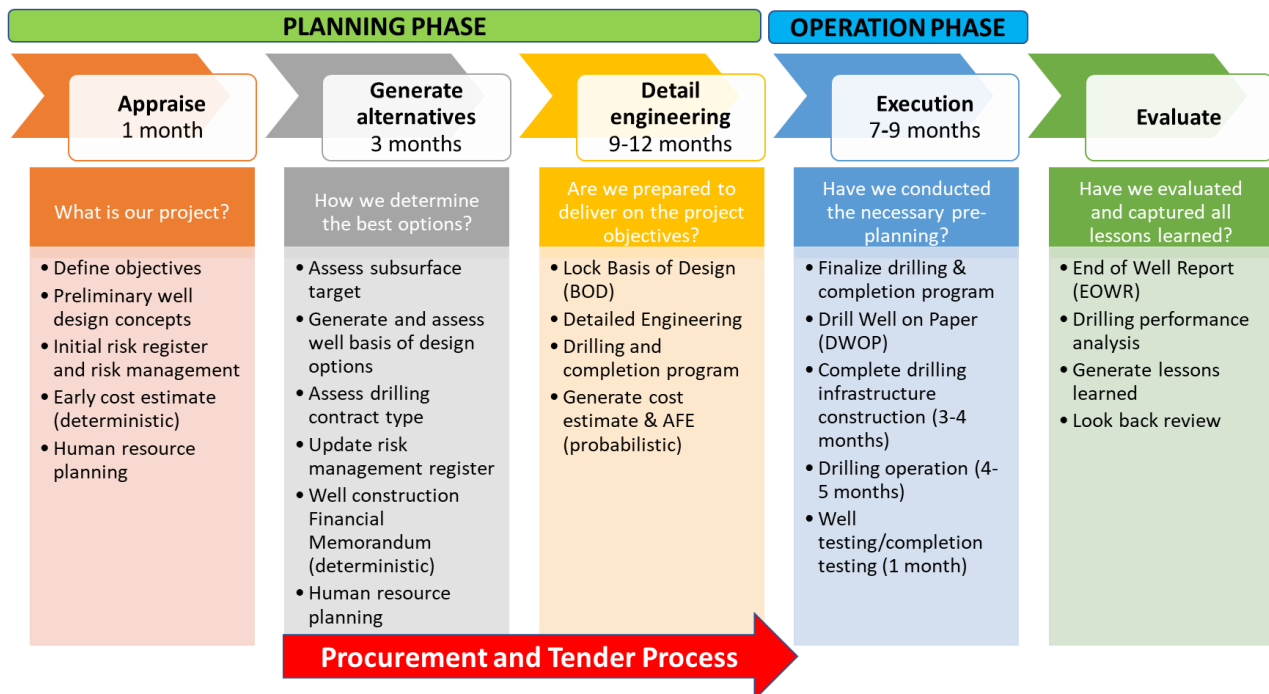 PLANNING PHASE
OPERATION PHASE
Appraise
1 month
Generate
alternatives
3 months
Detail
engineering
9-12 months
Execution
7-9 months
Evaluate
What is our project?
• Define objectives
• Preliminary well
design concepts
• Initial risk register
and risk management
• Early cost estimate
(deterministic)
• Human resource
planning
How we determine
the best options?
• Assess subsurface
target
• Generate and assess
well basis of design
options
• Assess drilling
contract type
• Update risk
management register
• Well construction
Financial
Memorandum
(deterministic)
• Human resource
planning
Are we prepared to
deliver on the project
objectives?
• Lock Basis of Design
(BOD)
• Detailed Engineering
• Drilling and
completion program
• Generate cost
estimate & AFE
(probabilistic)
Have we conducted
the necessary pre-
planning?
• Finalize drilling &
completion program
• Drill Well on Paper
(DWOP)
• Complete drilling
infrastructure
construction (3-4
months)
• Drilling operation (4-
5 months)
• Well
testing/completion
testing (1 month)
Have we evaluated
and captured all
lessons learned?
• End of Well Report
(EOWR)
• Drilling performance
analysis
• Generate lessons
learned
• Look back review
Procurement and Tender Process